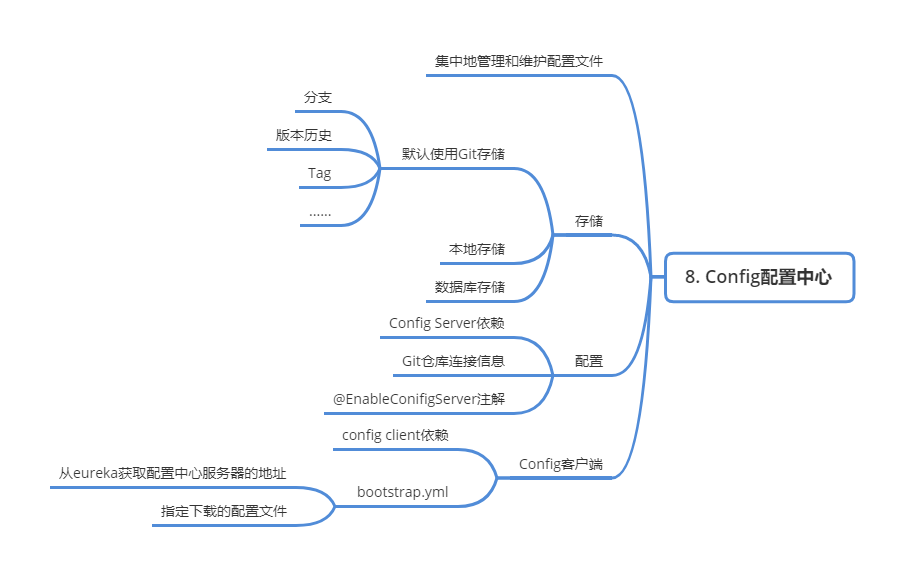 集中地管理和维护配置文件
分支
版本历史
默认使用Git存储
Tag
......
存储
本地存储
数据库存储
8. Config配置中心
Config Server依赖
Git仓库连接信息
配置
@EnableConifigServer注解
config client依赖
Config客户端
从eureka获取配置中心服务器的地址
bootstrap.yml
指定下载的配置文件